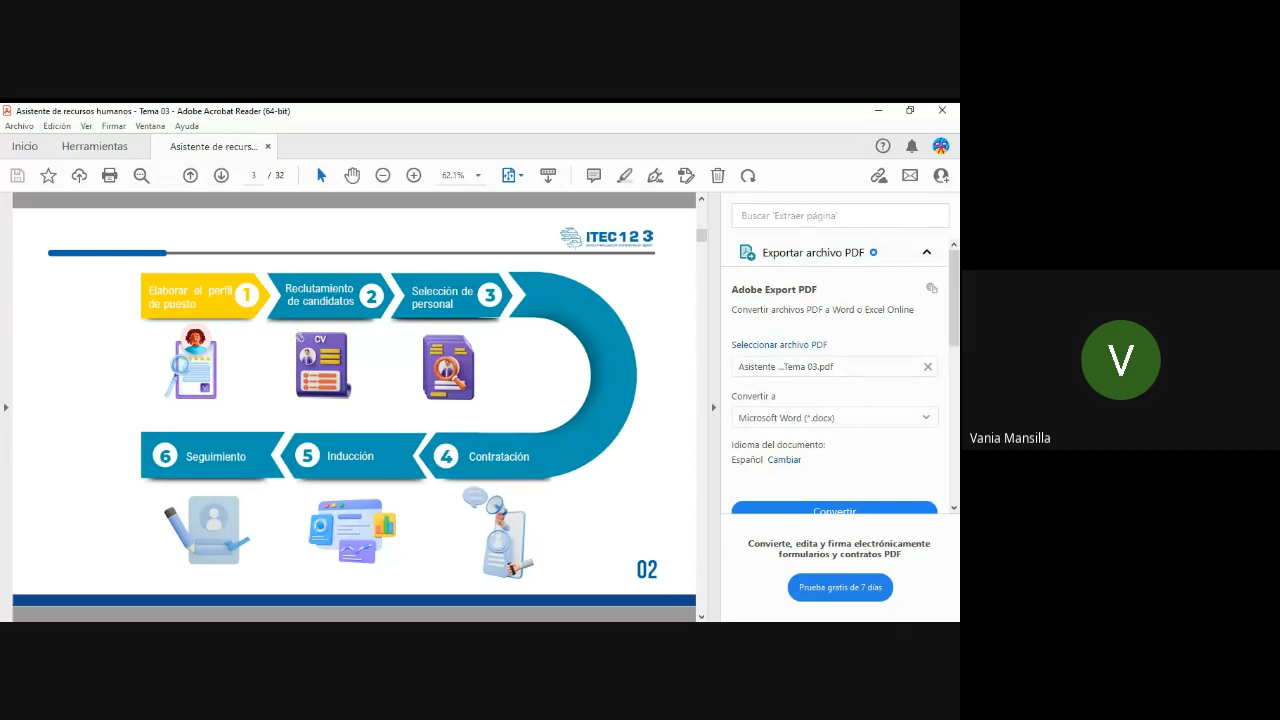 Asistente de recursos humanos - Tema 03 - Adobe Acrobat Reader (64-bit)
Archivo Edición Ver Firmar Ventana Ayuda
Inicio Herramientas Asistente de recurs...
3 / 32 62.1%
ITEC 1 2 3
Elaborar el perfil
de puesto
1
Reclutamiento
de candidatos
2
Selección de
personal
3
CV
6 Seguimiento
5 Inducción
4 Contratación
02
Buscar 'Extraer página'
Exportar archivo PDF
Adobe Export PDF
Convertir archivos PDF a Word o Excel Online
Seleccionar archivo PDF
Asistente ...Tema 03.pdf
Convertir a
Microsoft Word (*.docx)
Idioma del documento:
Español Cambiar
Convertir
Convierte, edita y firma electrónicamente
formularios y contratos PDF
Prueba gratis de 7 días
V
Vania Mansilla